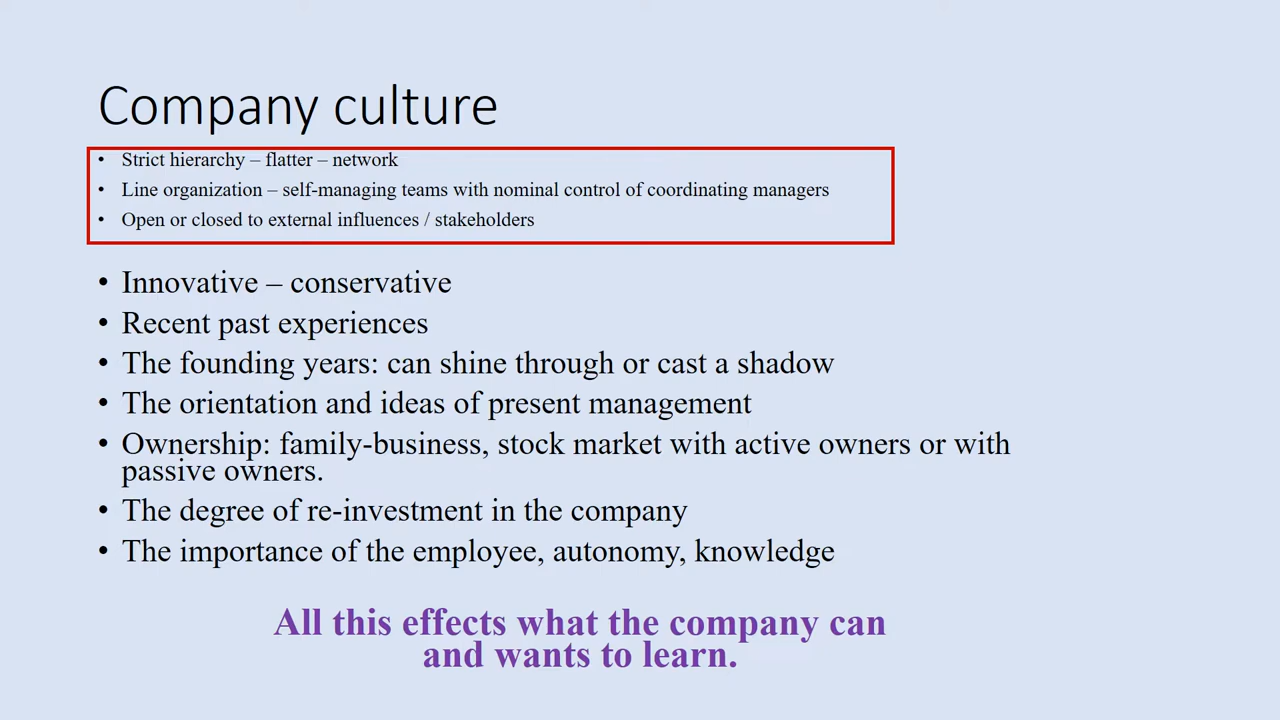 Company culture
• Strict hierarchy – flatter – network
• Line organization – self-managing teams with nominal control of coordinating managers
• Open or closed to external influences / stakeholders
• Innovative – conservative
• Recent past experiences
• The founding years: can shine through or cast a shadow
• The orientation and ideas of present management
• Ownership: family-business, stock market with active owners or with
passive owners.
• The degree of re-investment in the company
• The importance of the employee, autonomy, knowledge
All this effects what the company can
and wants to learn.